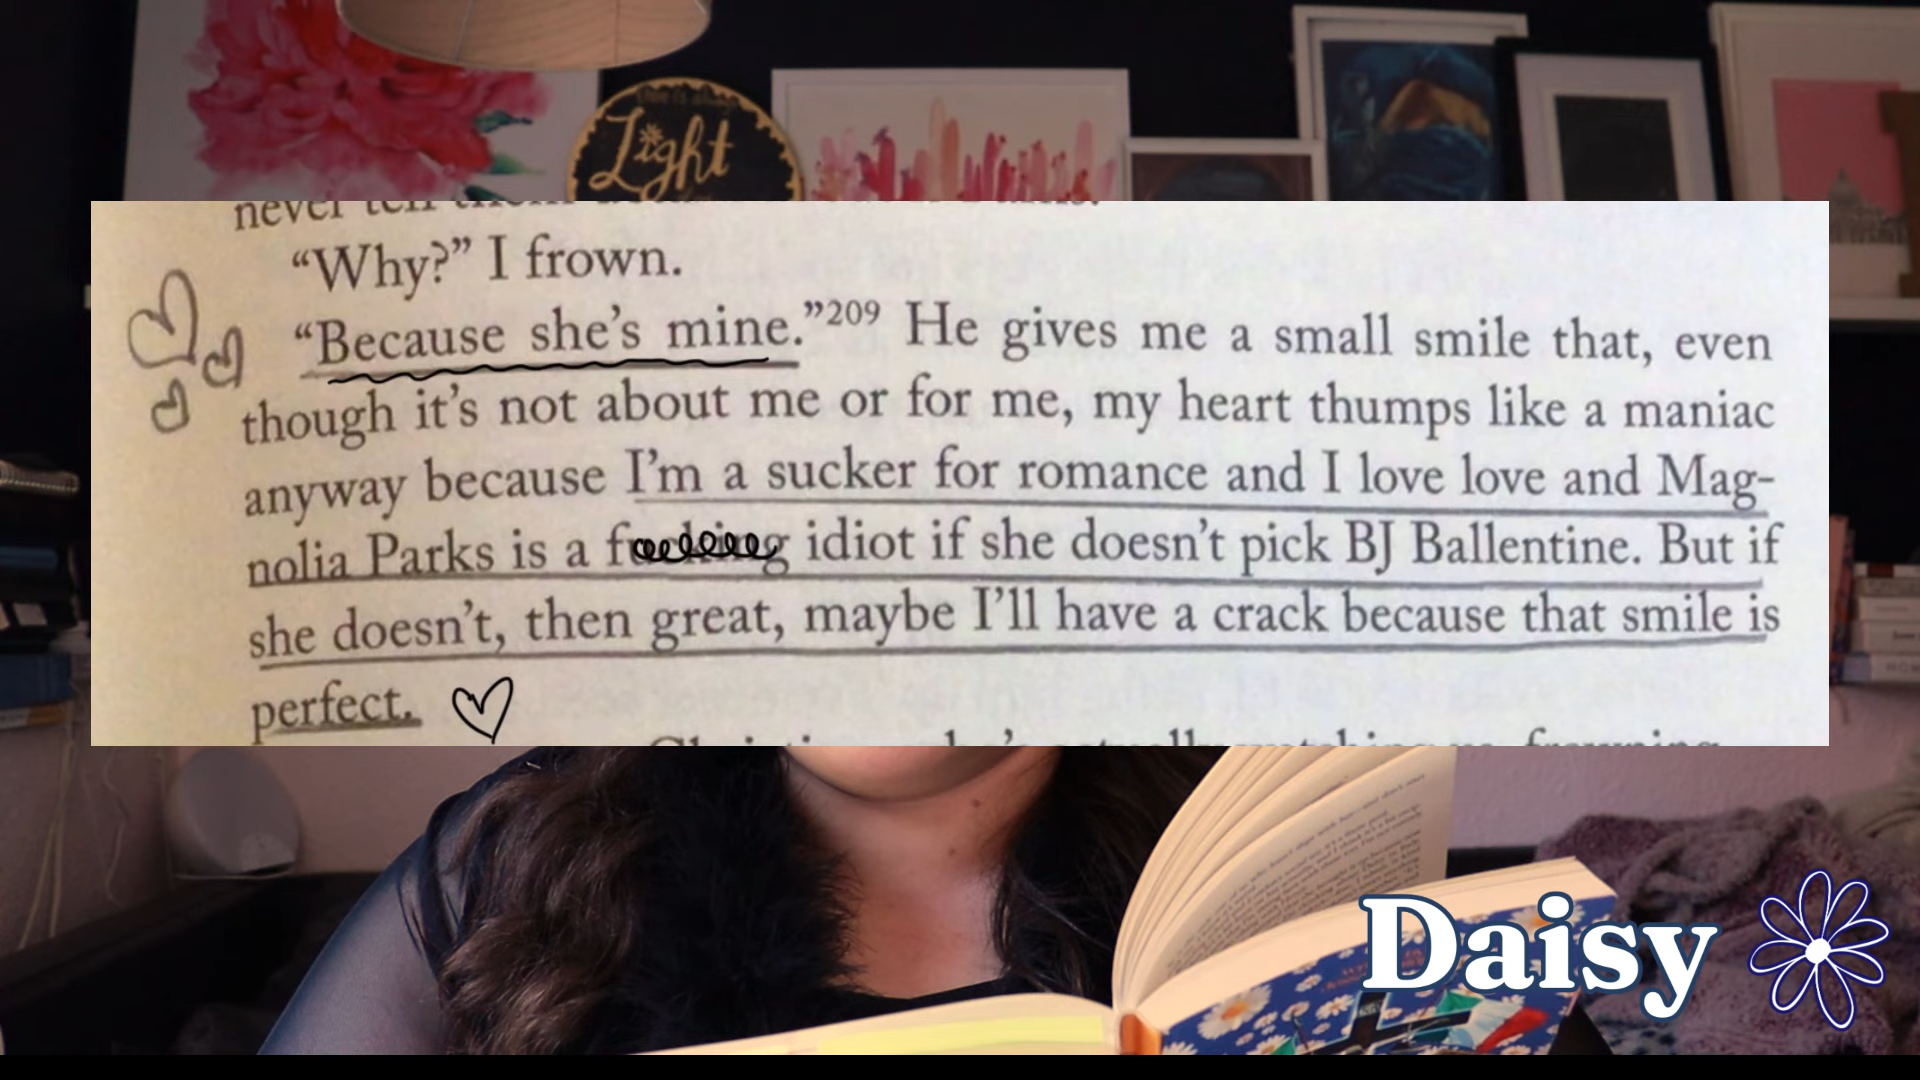 Light
"Why?" I frown.
"Because she's mine."209 He gives me a small smile that, even
though it's not about me or for me, my heart thumps like a maniac
anyway because I'm a sucker for romance and I love love and Mag-
nolia Parks is a idiot if she doesn't pick BJ Ballentine. But if
she doesn't, then great, maybe I'll have a crack because that smile is
perfect.
Daisy